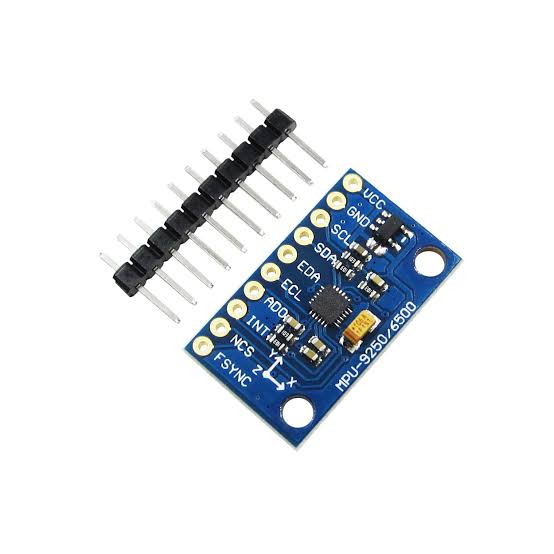 VCC
GND
SCL
SDA
EDA
ECL
ADO
INT
NCS
FSYNC
Y
Z
X
MPU-9250/6500